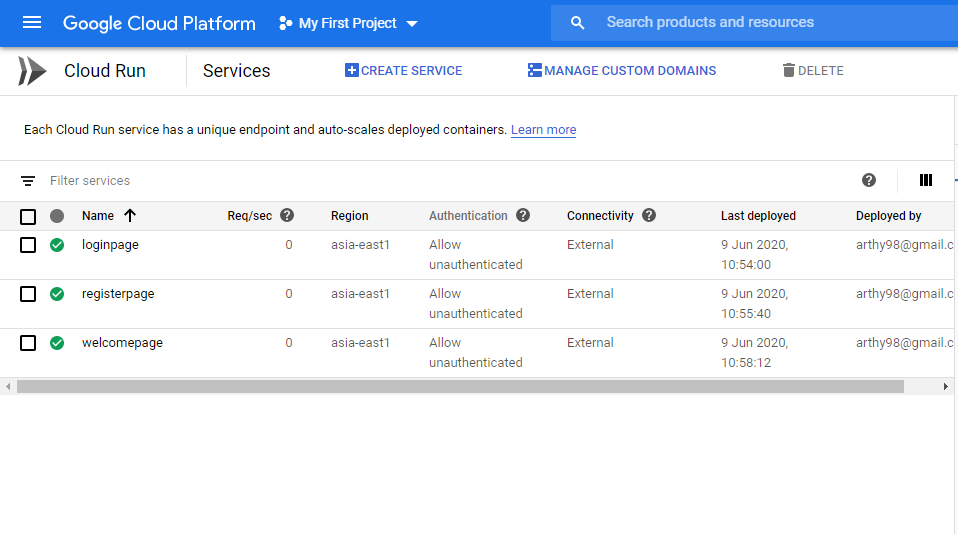 Google Cloud Platform My First Project Search products and resources
Cloud Run Services CREATE SERVICE MANAGE CUSTOM DOMAINS DELETE
Each Cloud Run service has a unique endpoint and auto-scales deployed containers. Learn more
Filter services
Name Req/sec Region Authentication Connectivity Last deployed Deployed by
loginpage 0 asia-east1 Allow External 9 Jun 2020, arthy98@gmail.c
unauthenticated 10:54:00
registerpage 0 asia-east1 Allow External 9 Jun 2020, arthy98@gmail.c
unauthenticated 10:55:40
welcomepage 0 asia-east1 Allow External 9 Jun 2020, arthy98@gmail.c
unauthenticated 10:58:12